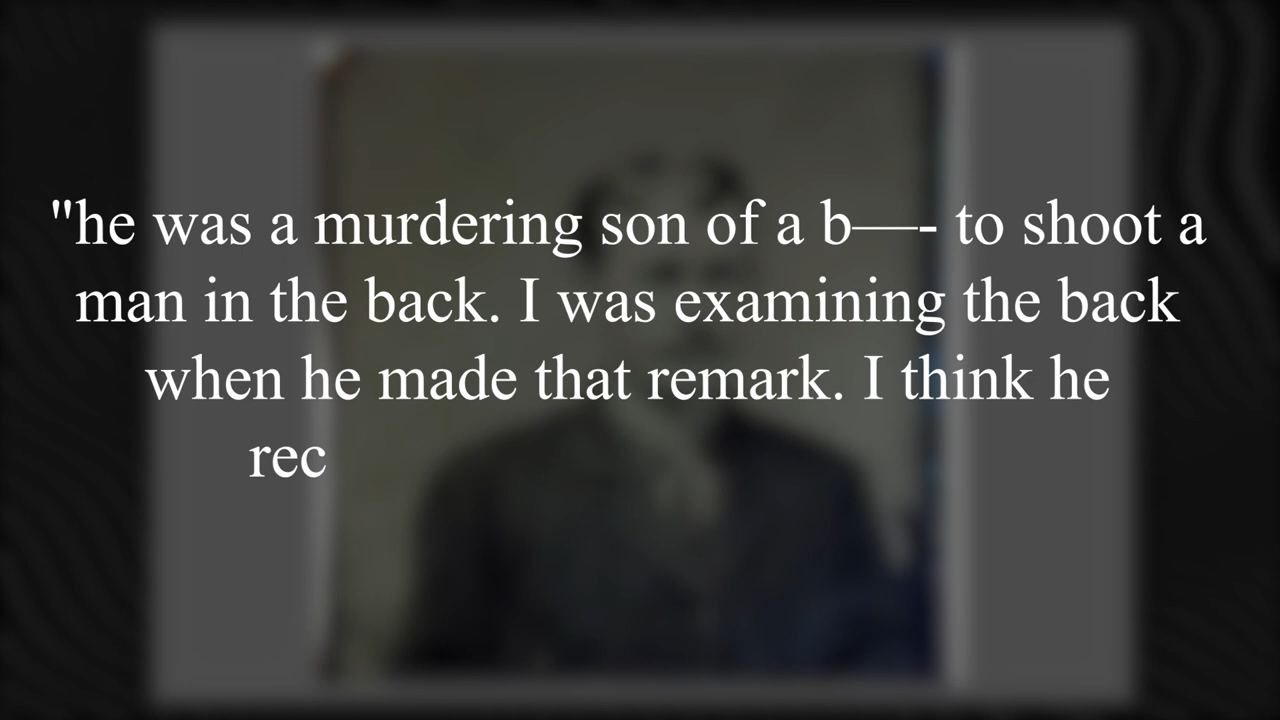 "he was a murdering son of a b—- to shoot a
man in the back. I was examining the back
when he made that remark. I think he
rec